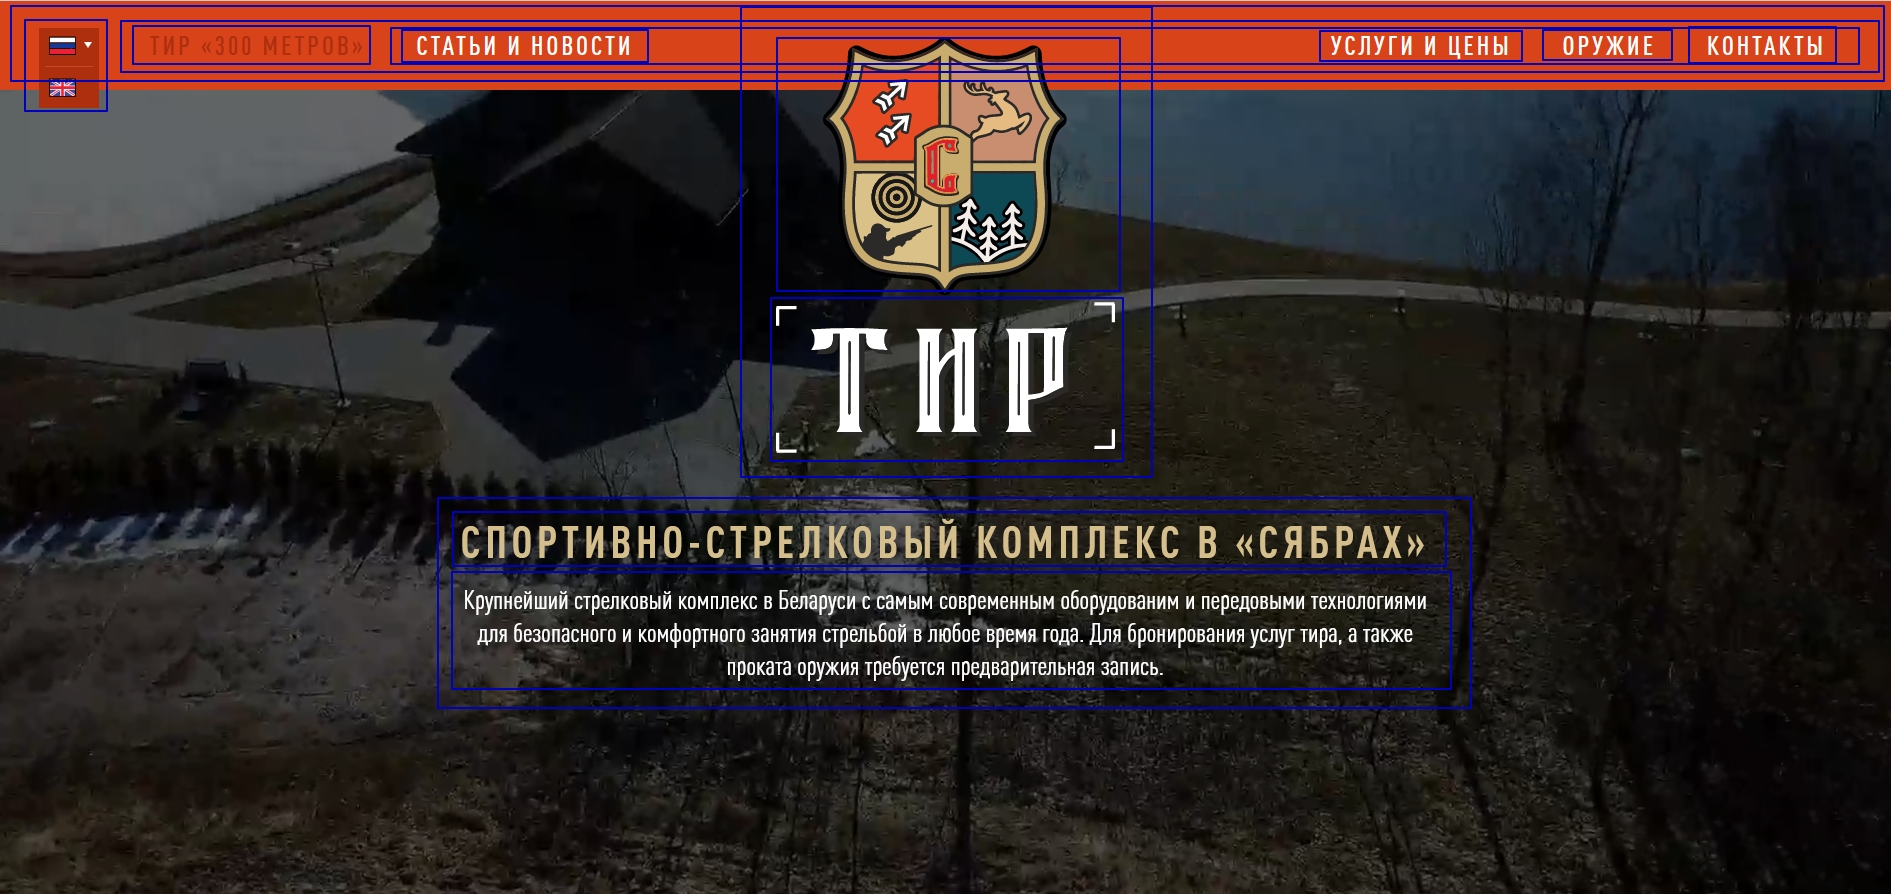 ТИР «300 МЕТРОВ»
СТАТЬИ И НОВОСТИ
УСЛУГИ И ЦЕНЫ
ОРУЖИЕ
КОНТАКТЫ
С
ТИР
СПОРТИВНО-СТРЕЛКОВЫЙ КОМПЛЕКС В «СЯБРАХ»
Крупнейший стрелковый комплекс в Беларуси с самым современным оборудованим и передовыми технологиями
для безопасного и комфортного занятия стрельбой в любое время года. Для бронирования услуг тира, а также
проката оружия требуется предварительная запись.